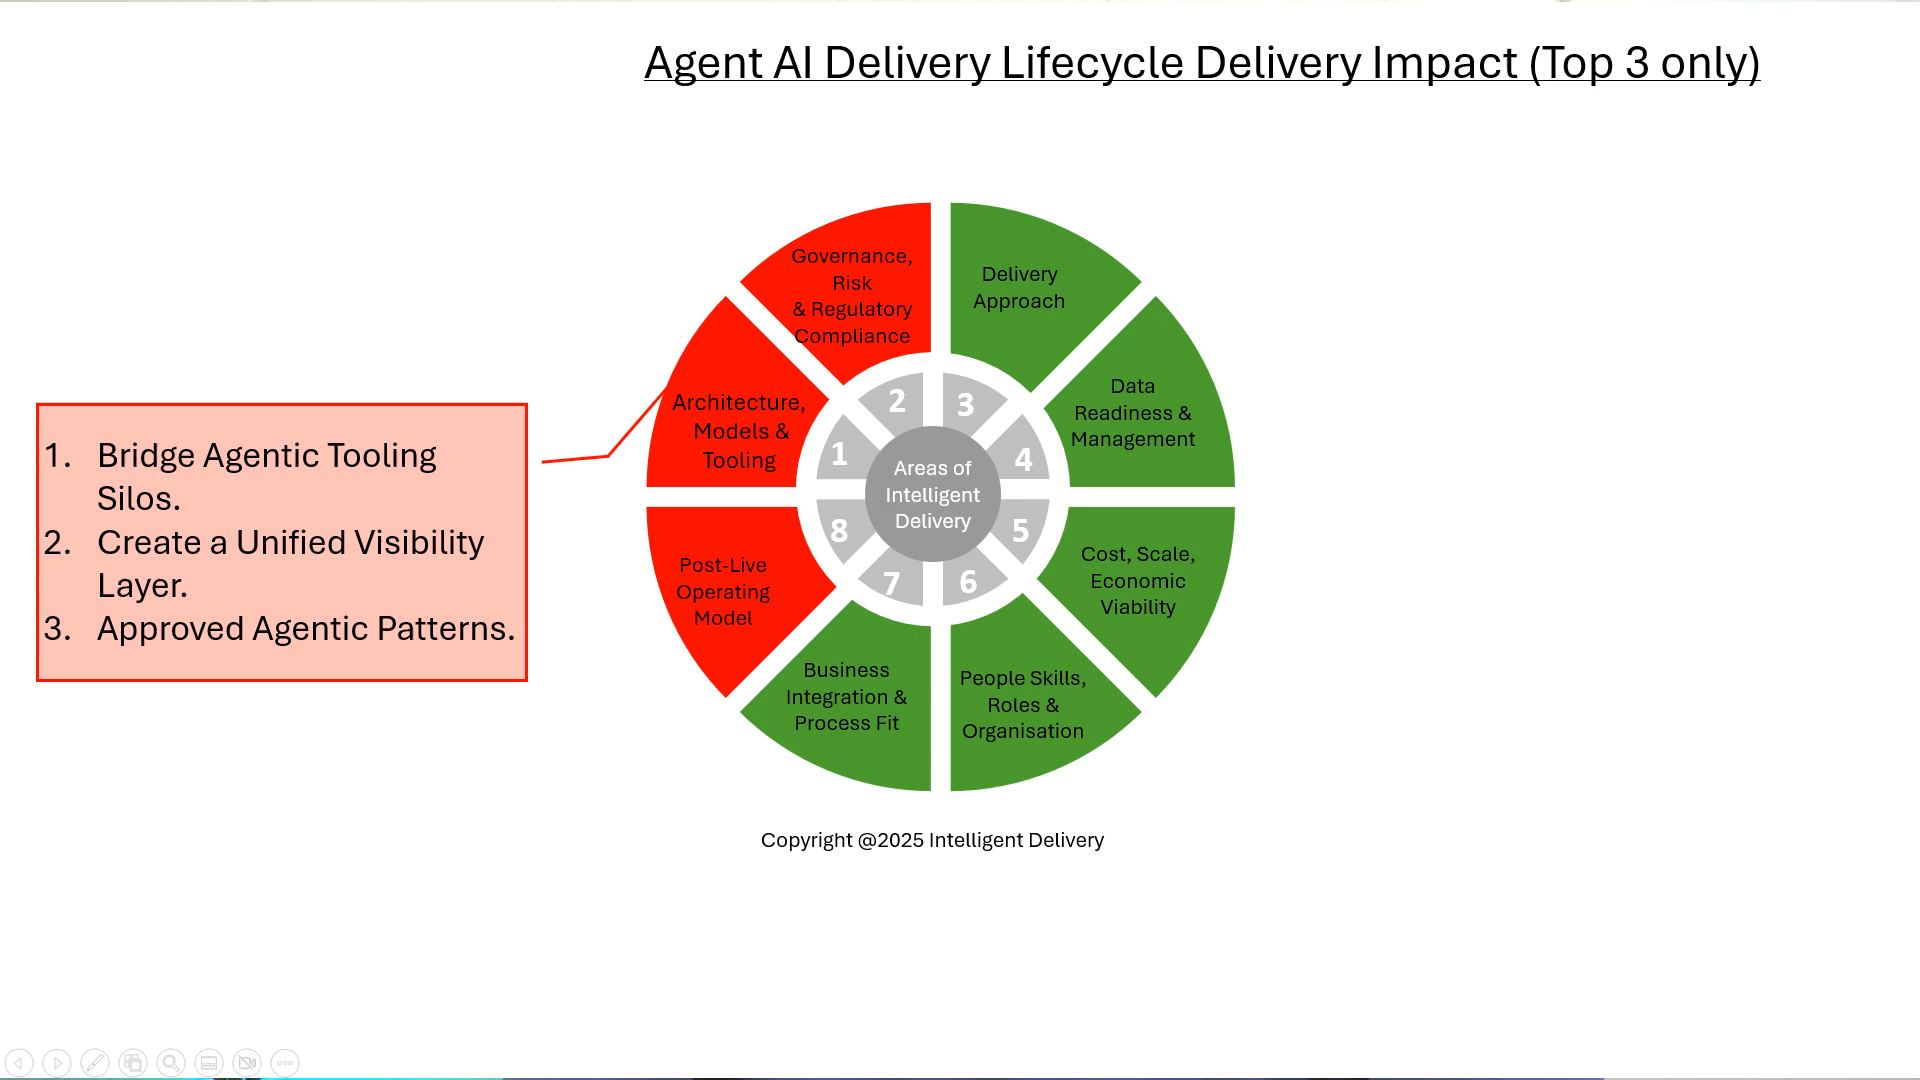 Agent AI Delivery Lifecycle Delivery Impact (Top 3 only)
Governance,
Risk
& Regulatory
Compliance
Delivery
Approach
Architecture,
Models &
Tooling
Data
Readiness &
Management
1. Bridge Agentic Tooling
Silos.
2. Create a Unified Visibility
Layer.
3. Approved Agentic Patterns.
2
3
1
4
Areas of
Intelligent
Delivery
8
5
7
6
Post-Live
Operating
Model
Cost, Scale,
Economic
Viability
Business
Integration &
Process Fit
People Skills,
Roles &
Organisation
Copyright @2025 Intelligent Delivery